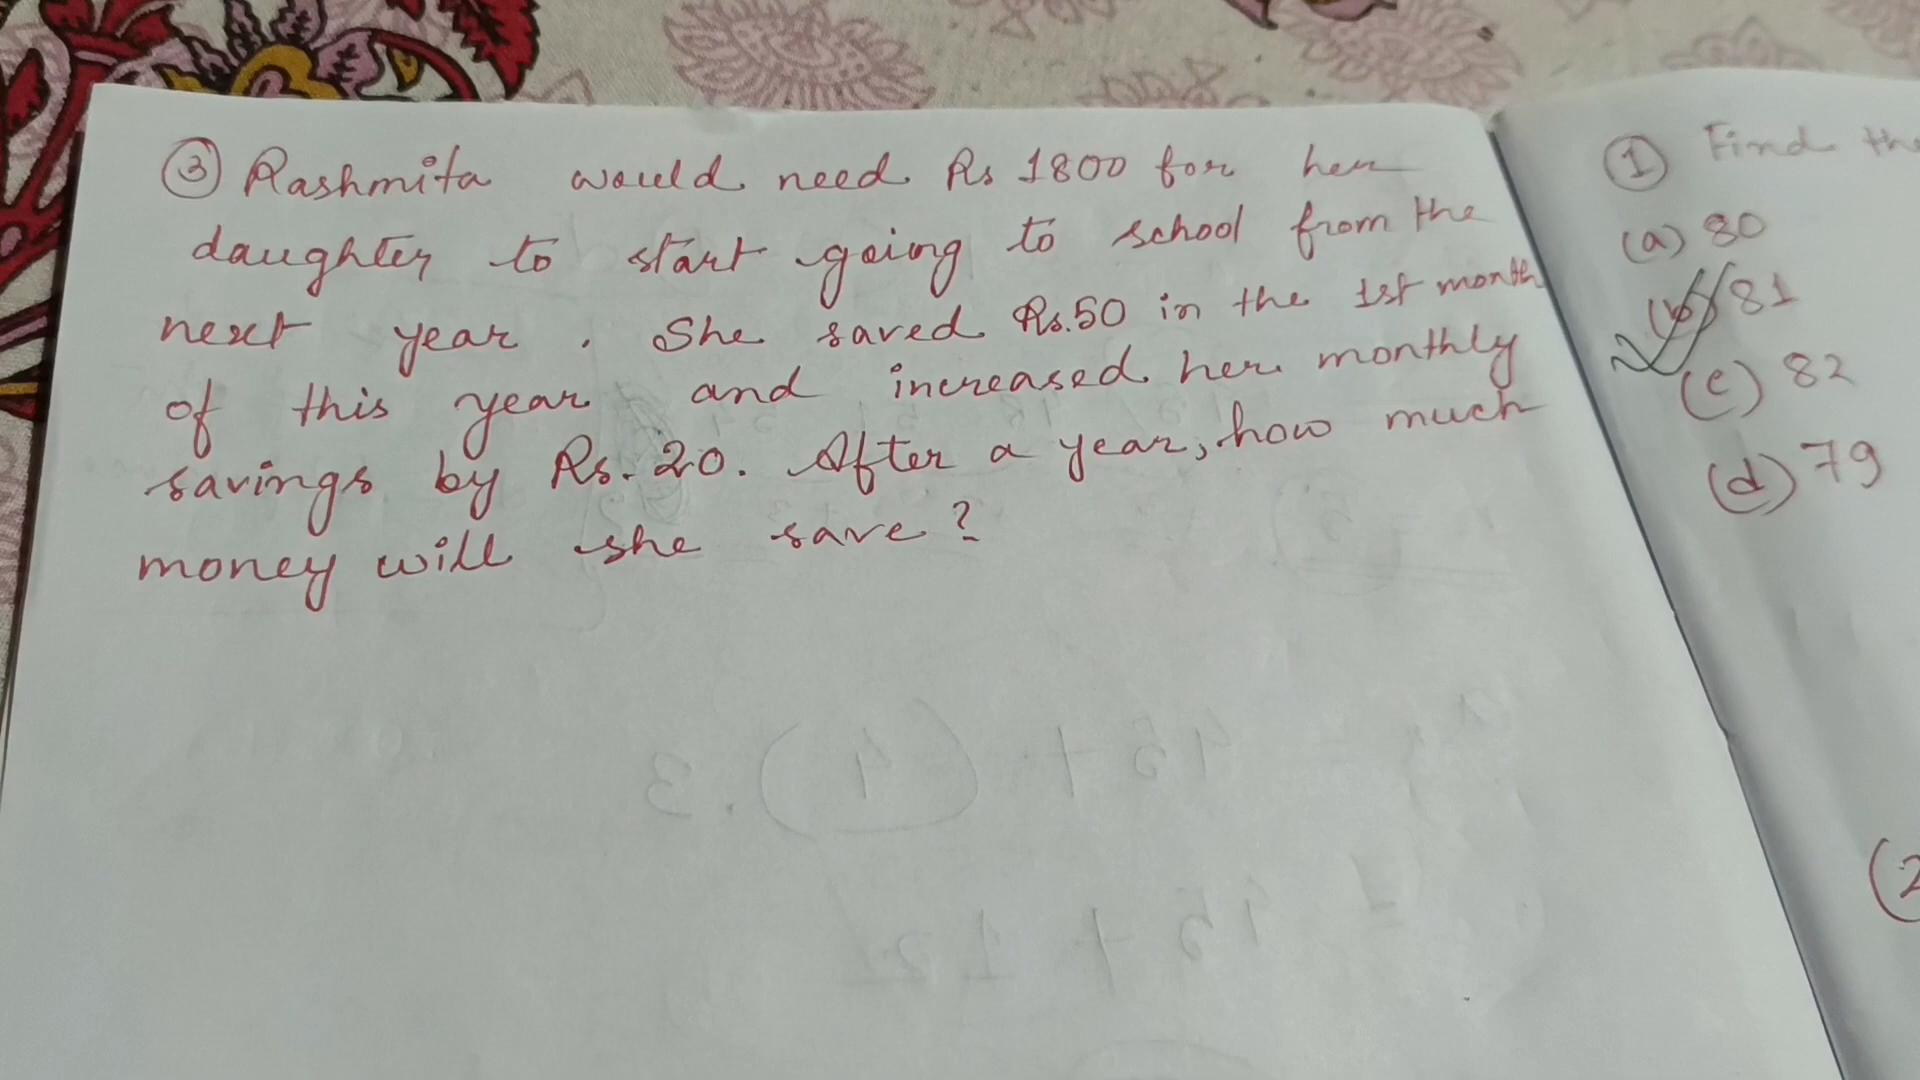 ③ Rashmita would need Rs 1800 for her
daughter to start going to school from the
next year. She saved Rs.50 in the 1st month
of this year and increased her monthly
savings by Rs.20. After a year, how much
money will she save?
① Find the
(a) 80
(b) 81
(c) 82
(d) 79
(2